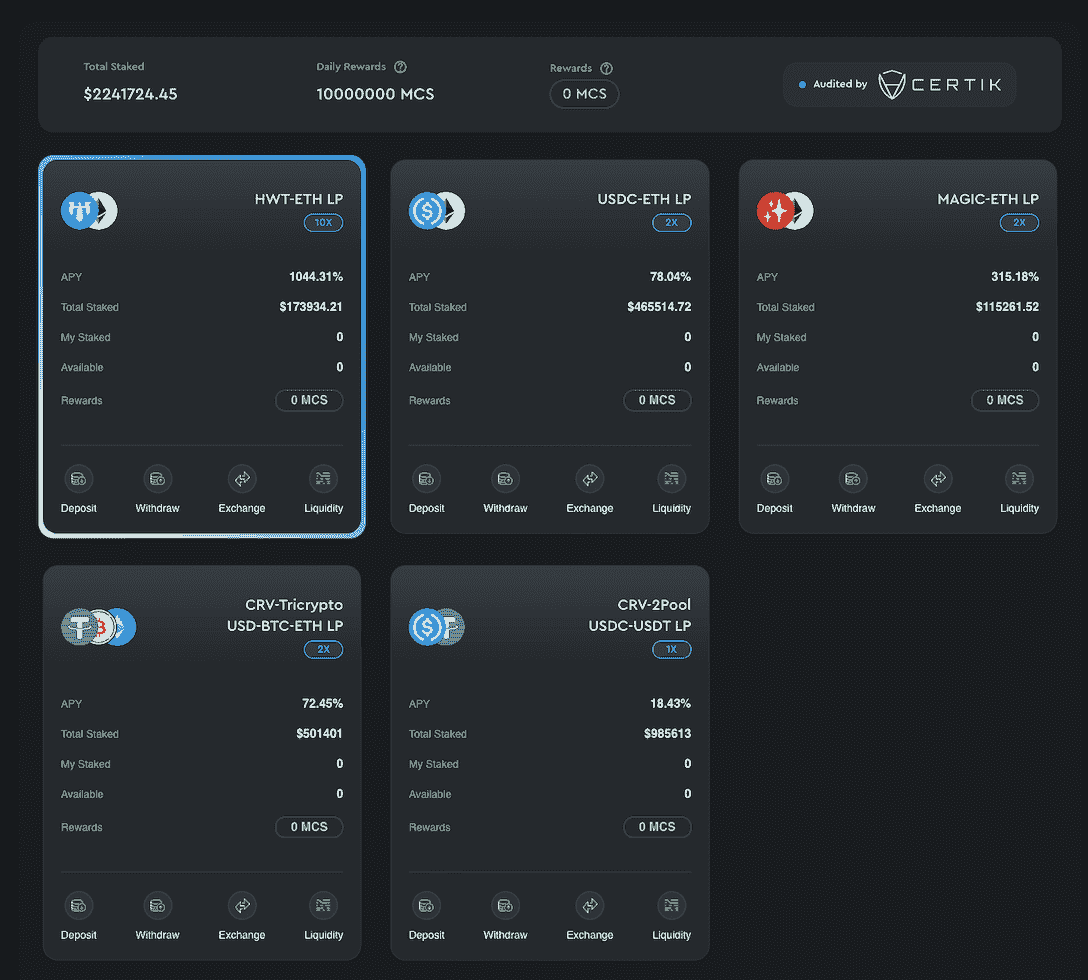 Total Staked
$2241724.45
Daily Rewards ?
10000000 MCS
Rewards ?
0 MCS
Audited by CERTIK
HWT-ETH LP
10X
APY 1044.31%
Total Staked $173934.21
My Staked 0
Available 0
Rewards 0 MCS
Deposit Withdraw Exchange Liquidity
USDC-ETH LP
2X
APY 78.04%
Total Staked $465514.72
My Staked 0
Available 0
Rewards 0 MCS
Deposit Withdraw Exchange Liquidity
MAGIC-ETH LP
2X
APY 315.18%
Total Staked $115261.52
My Staked 0
Available 0
Rewards 0 MCS
Deposit Withdraw Exchange Liquidity
CRV-Tricrypto
USD-BTC-ETH LP
2X
APY 72.45%
Total Staked $501401
My Staked 0
Available 0
Rewards 0 MCS
Deposit Withdraw Exchange Liquidity
CRV-2Pool
USDC-USDT LP
1X
APY 18.43%
Total Staked $985613
My Staked 0
Available 0
Rewards 0 MCS
Deposit Withdraw Exchange Liquidity